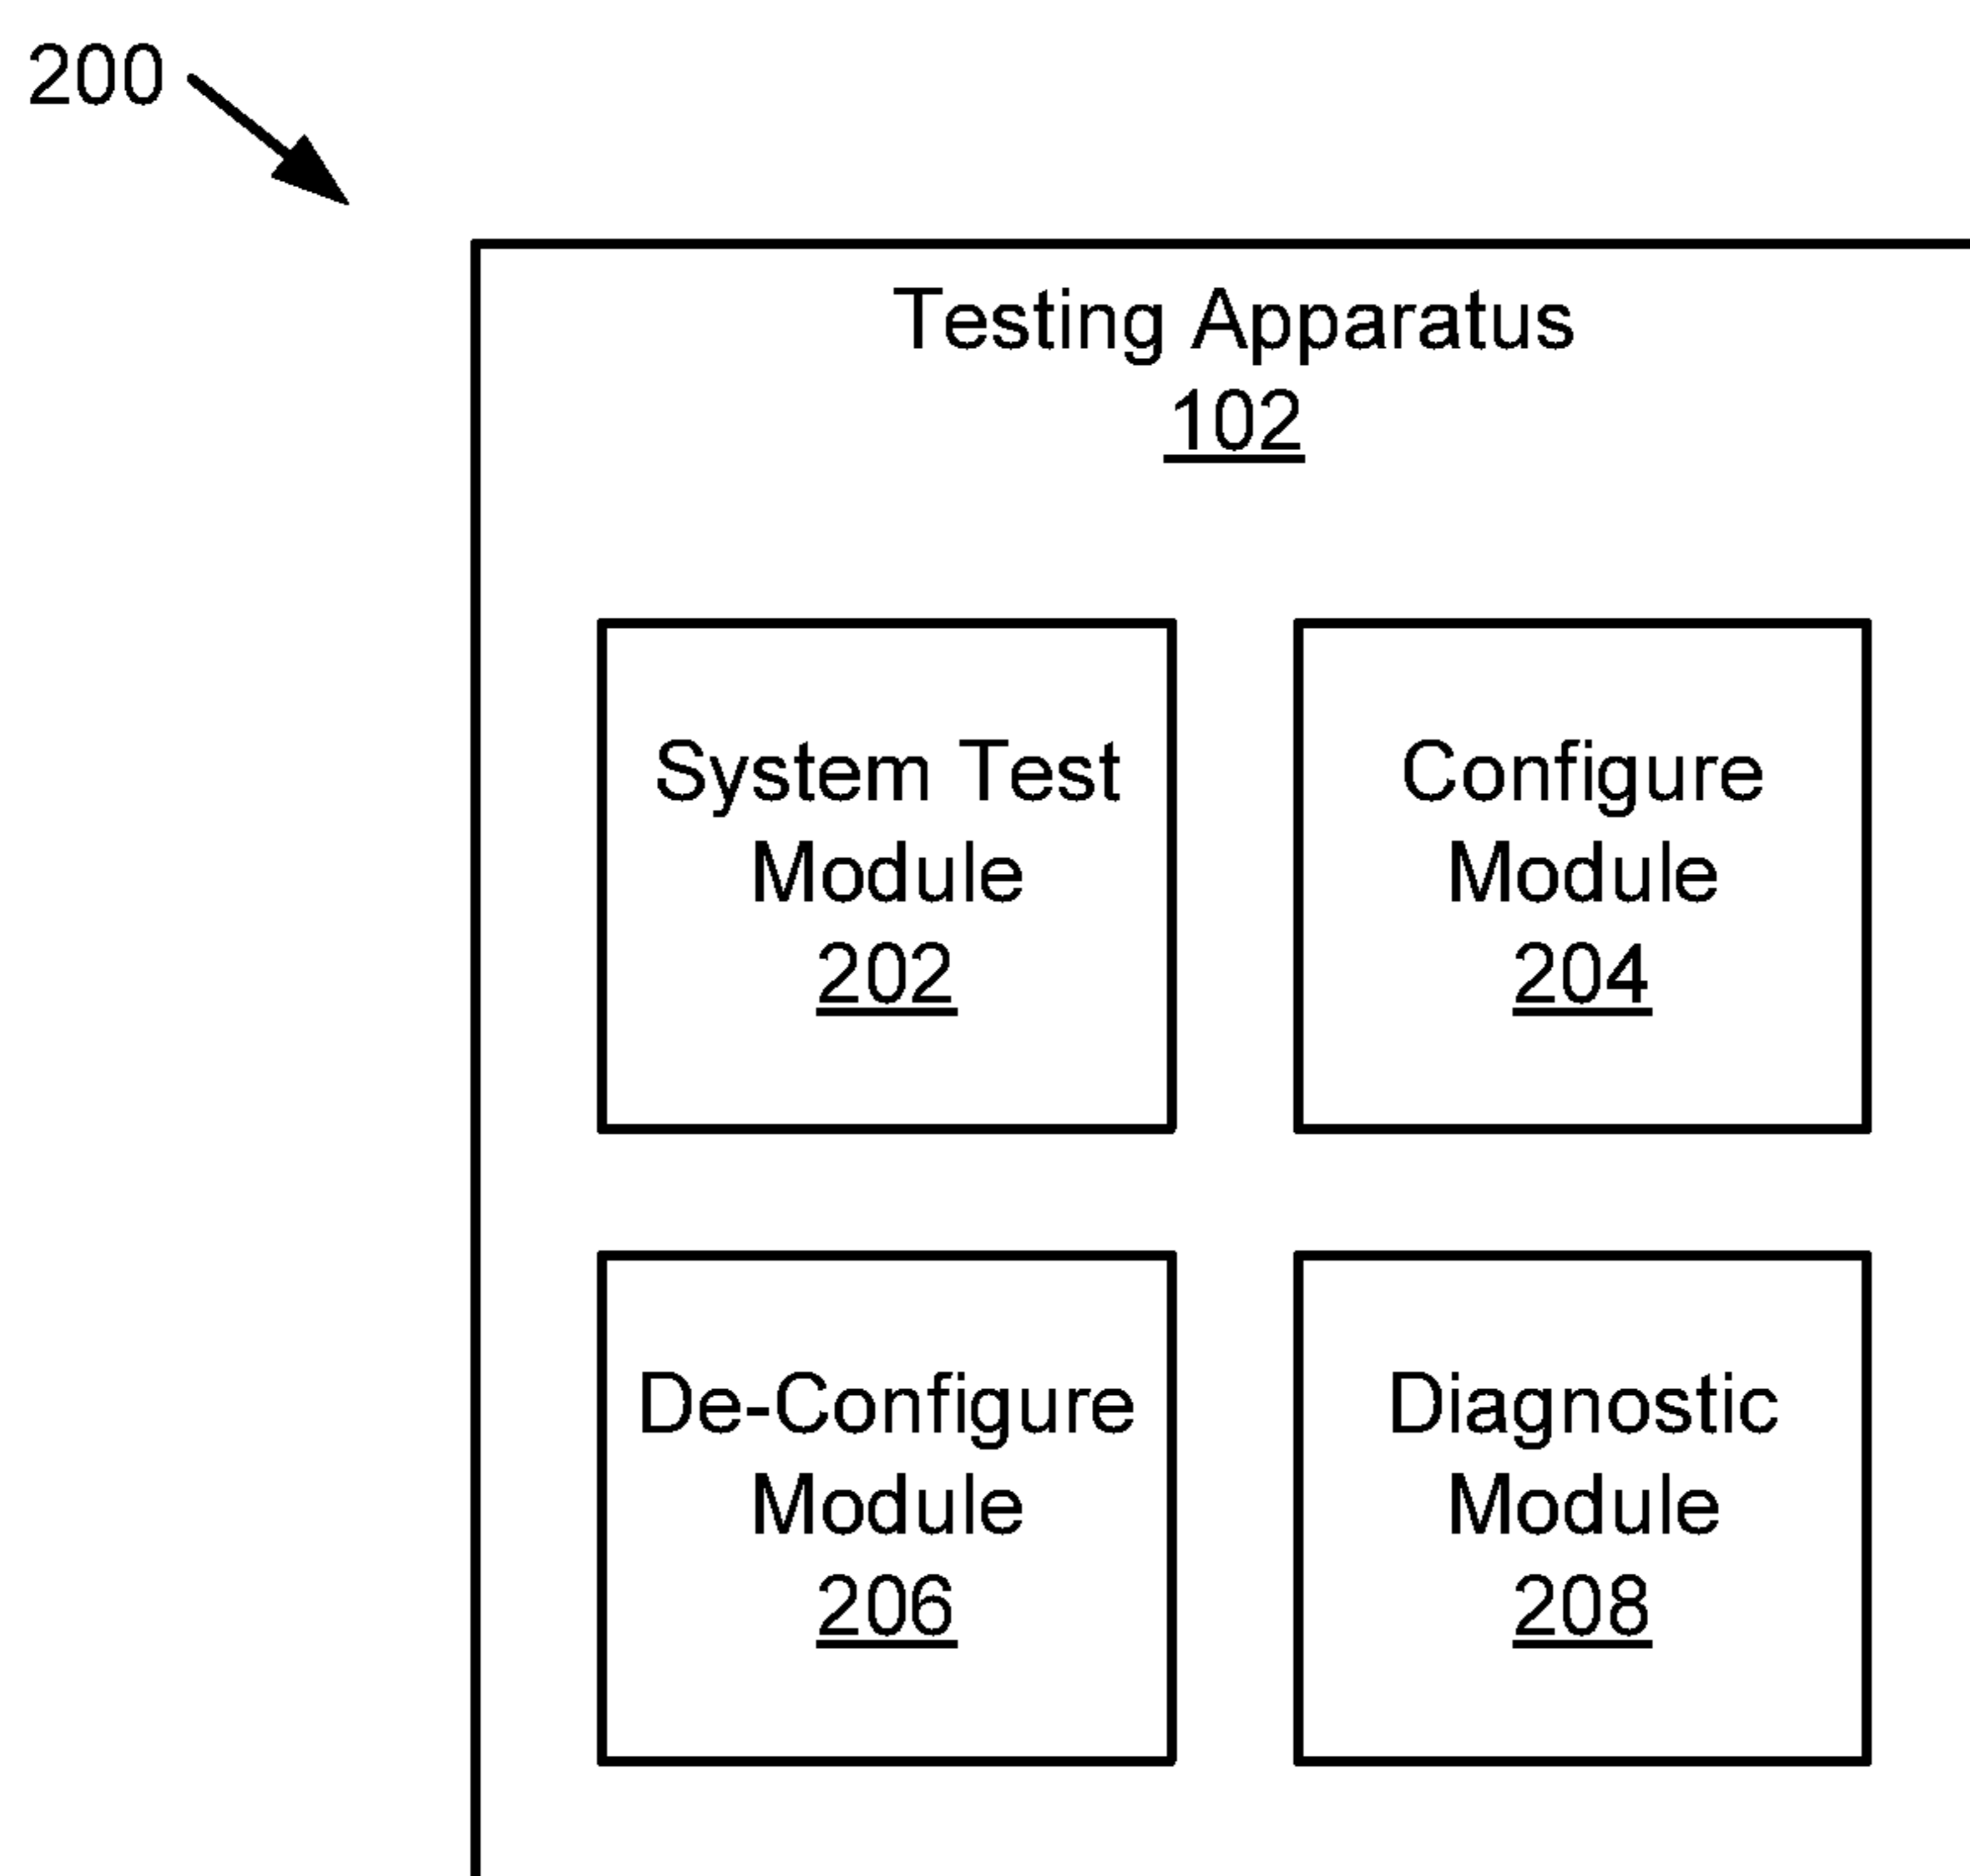 200
Testing Apparatus
102
System Test
Module
202
Configure
Module
204
De-Configure
Module
206
Diagnostic
Module
208